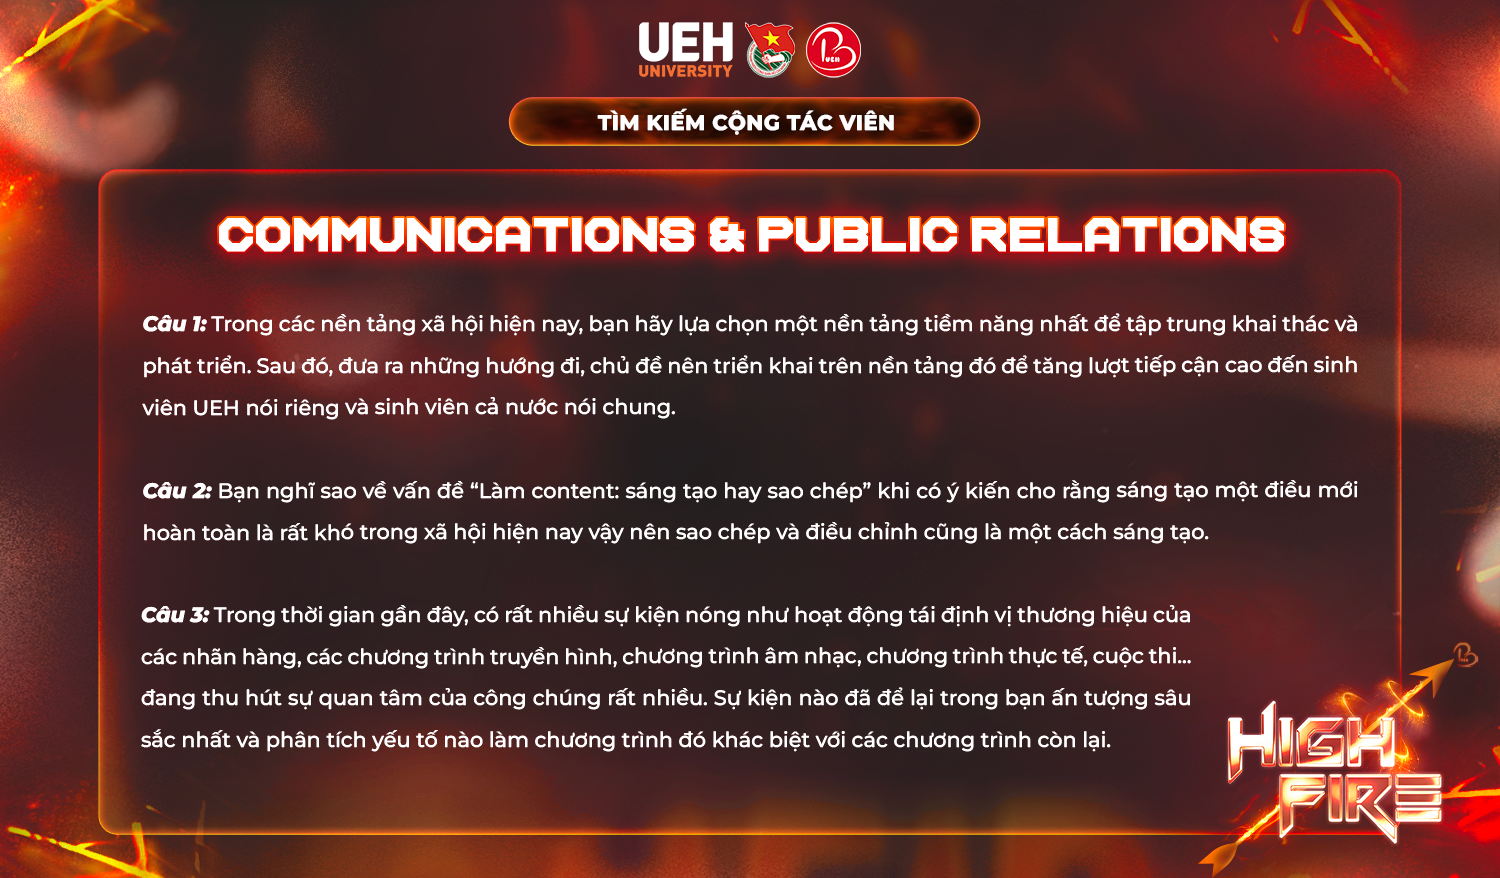 UEH
UNIVERSITY
B UEH
TÌM KIẾM CỘNG TÁC VIÊN
COMMUNICATIONS & PUBLIC RELATIONS
Câu 1: Trong các nền tảng xã hội hiện nay, bạn hãy lựa chọn một nền tảng tiềm năng nhất để tập trung khai thác và
phát triển. Sau đó, đưa ra những hướng đi, chủ đề nên triển khai trên nền tảng đó để tăng lượt tiếp cận cao đến sinh
viên UEH nói riêng và sinh viên cả nước nói chung.
Câu 2: Bạn nghĩ sao về vấn đề “Làm content: sáng tạo hay sao chép” khi có ý kiến cho rằng sáng tạo một điều mới
hoàn toàn là rất khó trong xã hội hiện nay vậy nên sao chép và điều chỉnh cũng là một cách sáng tạo.
Câu 3: Trong thời gian gần đây, có rất nhiều sự kiện nóng như hoạt động tái định vị thương hiệu của
các nhãn hàng, các chương trình truyền hình, chương trình âm nhạc, chương trình thực tế, cuộc thi...
đang thu hút sự quan tâm của công chúng rất nhiều. Sự kiện nào đã để lại trong bạn ấn tượng sâu
sắc nhất và phân tích yếu tố nào làm chương trình đó khác biệt với các chương trình còn lại.
HIGH
FIRE